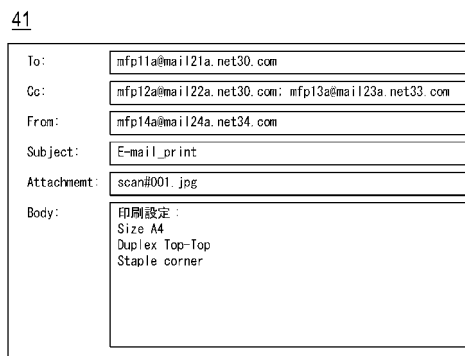 41
To: mfp11a@mail21a.net30.com
Cc: mfp12a@mail22a.net30.com; mfp13a@mail23a.net33.com
From: mfp14a@mail24a.net34.com
Subject: E-mail_print
Attachmemt: scan#001.jpg
Body: 印刷設定：
Size A4
Duplex Top-Top
Staple corner